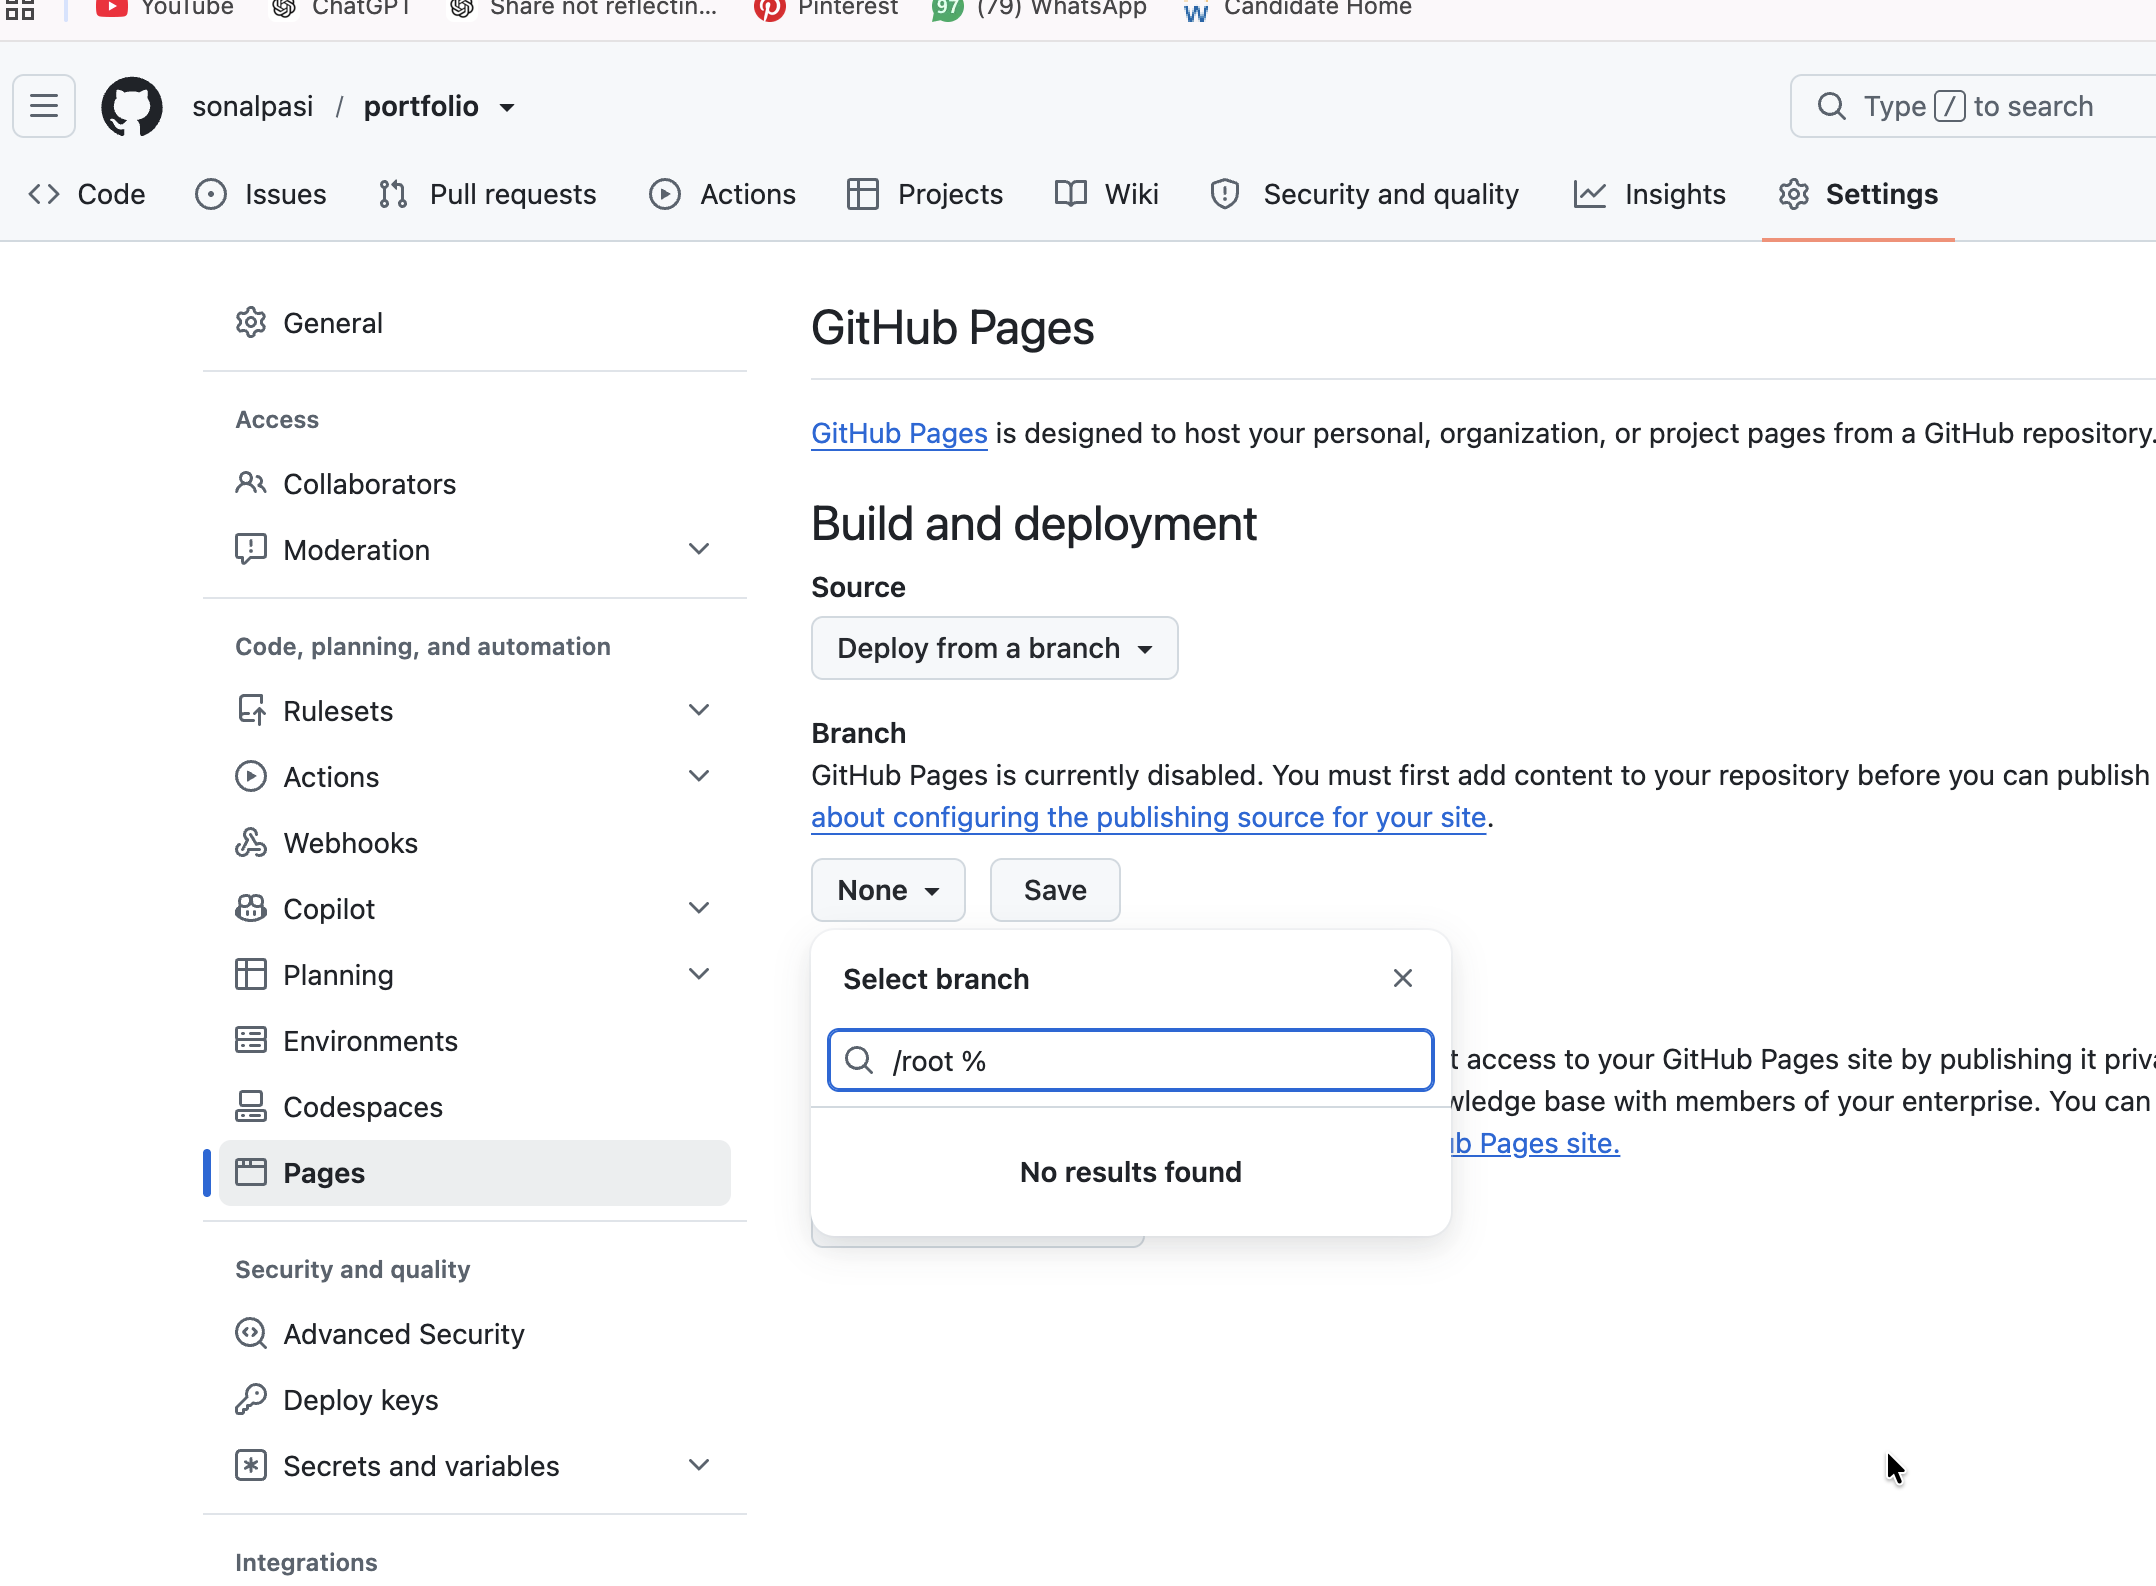 YouTube ChatGPT Share not reflectin... Pinterest 97 (79) WhatsApp W Candidate Home
sonalpasi / portfolio Type / to search
Code Issues Pull requests Actions Projects Wiki Security and quality Insights Settings
General
Access
Collaborators
Moderation
Code, planning, and automation
Rulesets
Actions
Webhooks
Copilot
Planning
Environments
Codespaces
Pages
Security and quality
Advanced Security
Deploy keys
Secrets and variables
Integrations
GitHub Pages
GitHub Pages is designed to host your personal, organization, or project pages from a GitHub repository.
Build and deployment
Source
Deploy from a branch
Branch
GitHub Pages is currently disabled. You must first add content to your repository before you can publish
about configuring the publishing source for your site.
None Save
Select branch
/root %
No results found
t access to your GitHub Pages site by publishing it priva
wledge base with members of your enterprise. You can
ub Pages site.